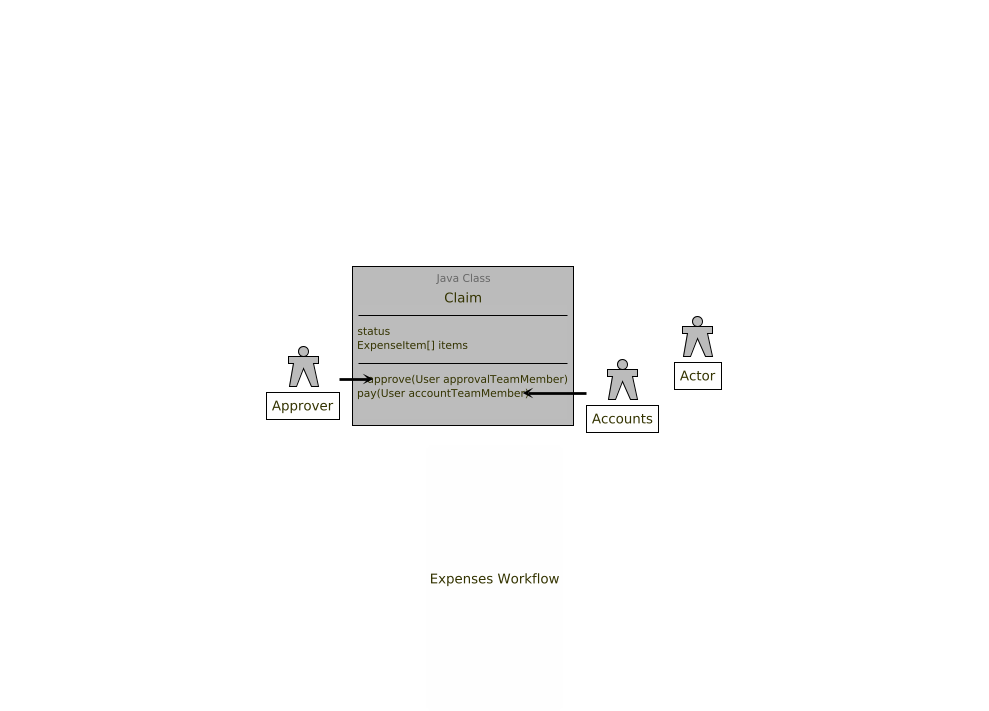 Java Class
Claim
status
ExpenseItem[] items
approve(User approvalTeamMember)
pay(User accountTeamMember)
Approver
Accounts
Actor
Expenses Workflow